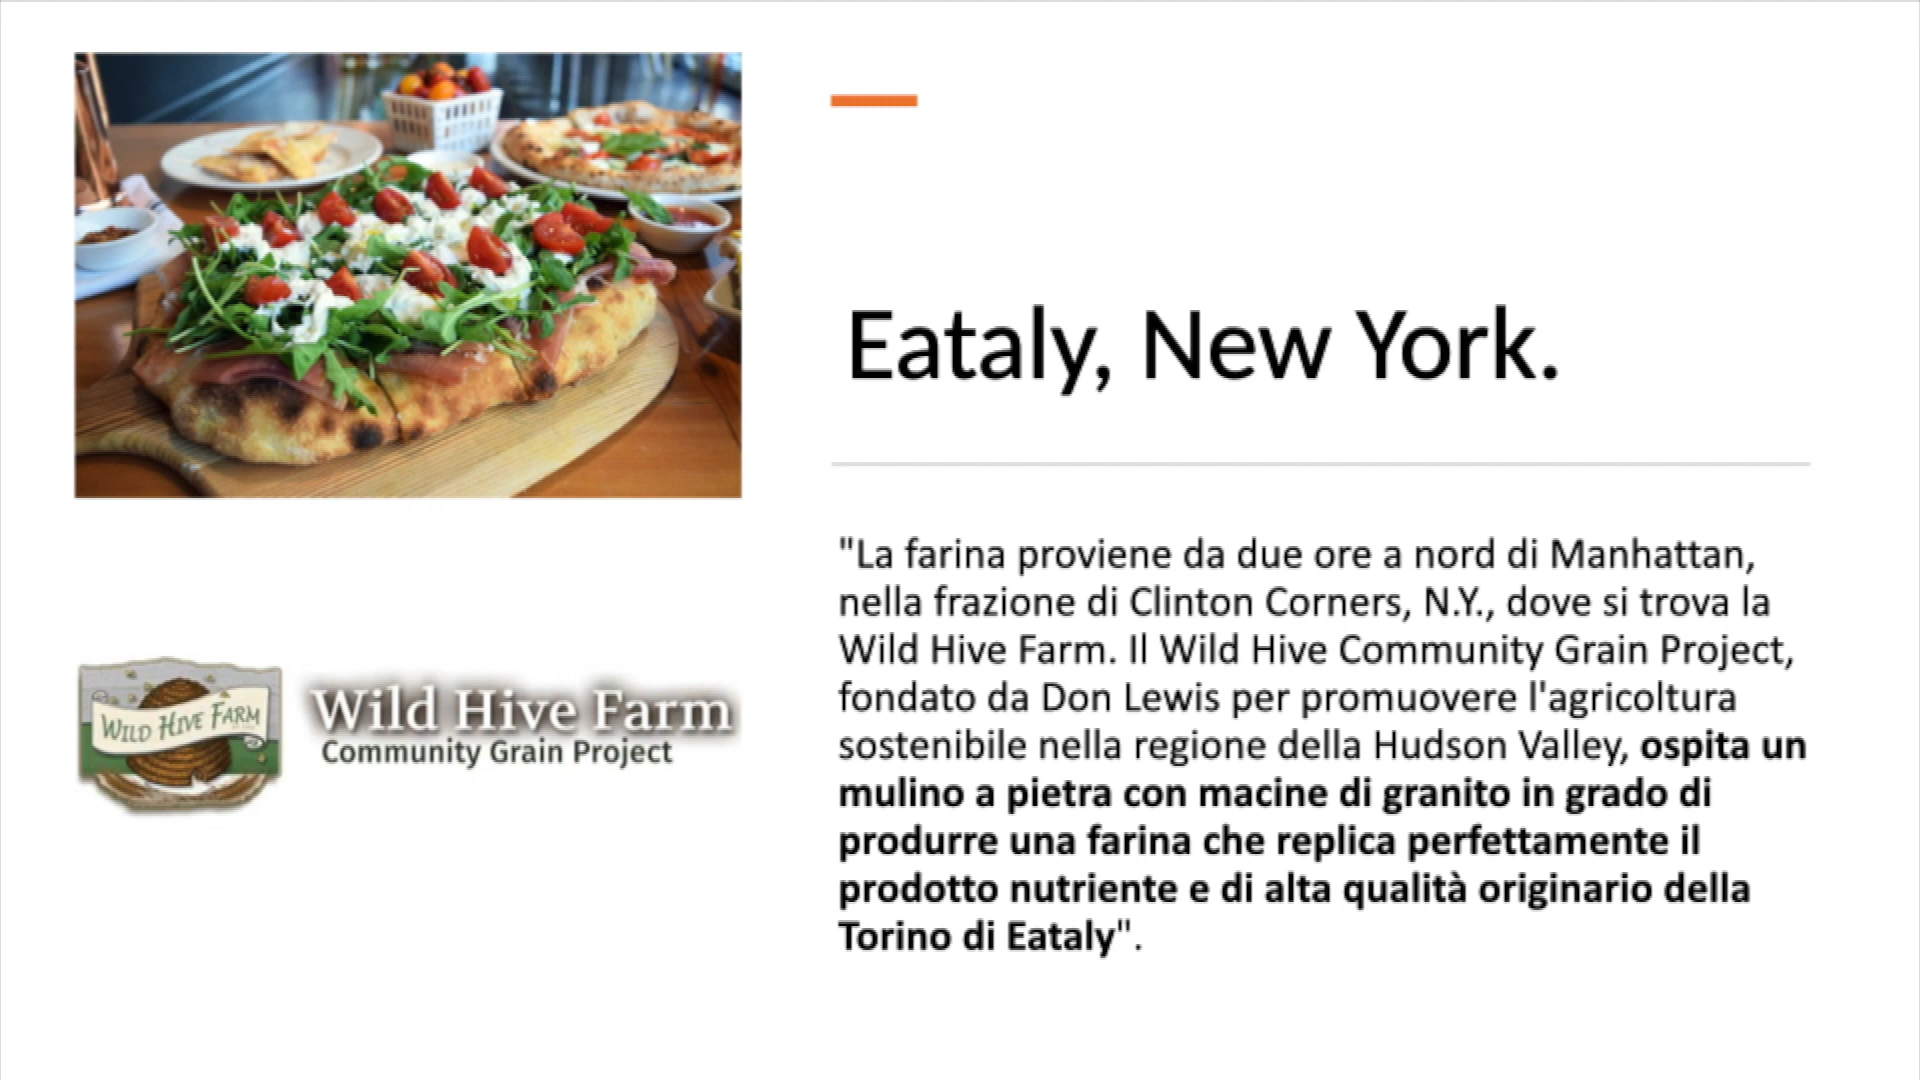 Eataly, New York.
"La farina proviene da due ore a nord di Manhattan,
nella frazione di Clinton Corners, N.Y., dove si trova la
Wild Hive Farm. Il Wild Hive Community Grain Project,
fondato da Don Lewis per promuovere l'agricoltura
sostenibile nella regione della Hudson Valley, ospita un
mulino a pietra con macine di granito in grado di
produrre una farina che replica perfettamente il
prodotto nutriente e di alta qualità originario della
Torino di Eataly".
WILD HIVE FARM
Wild Hive Farm
Community Grain Project